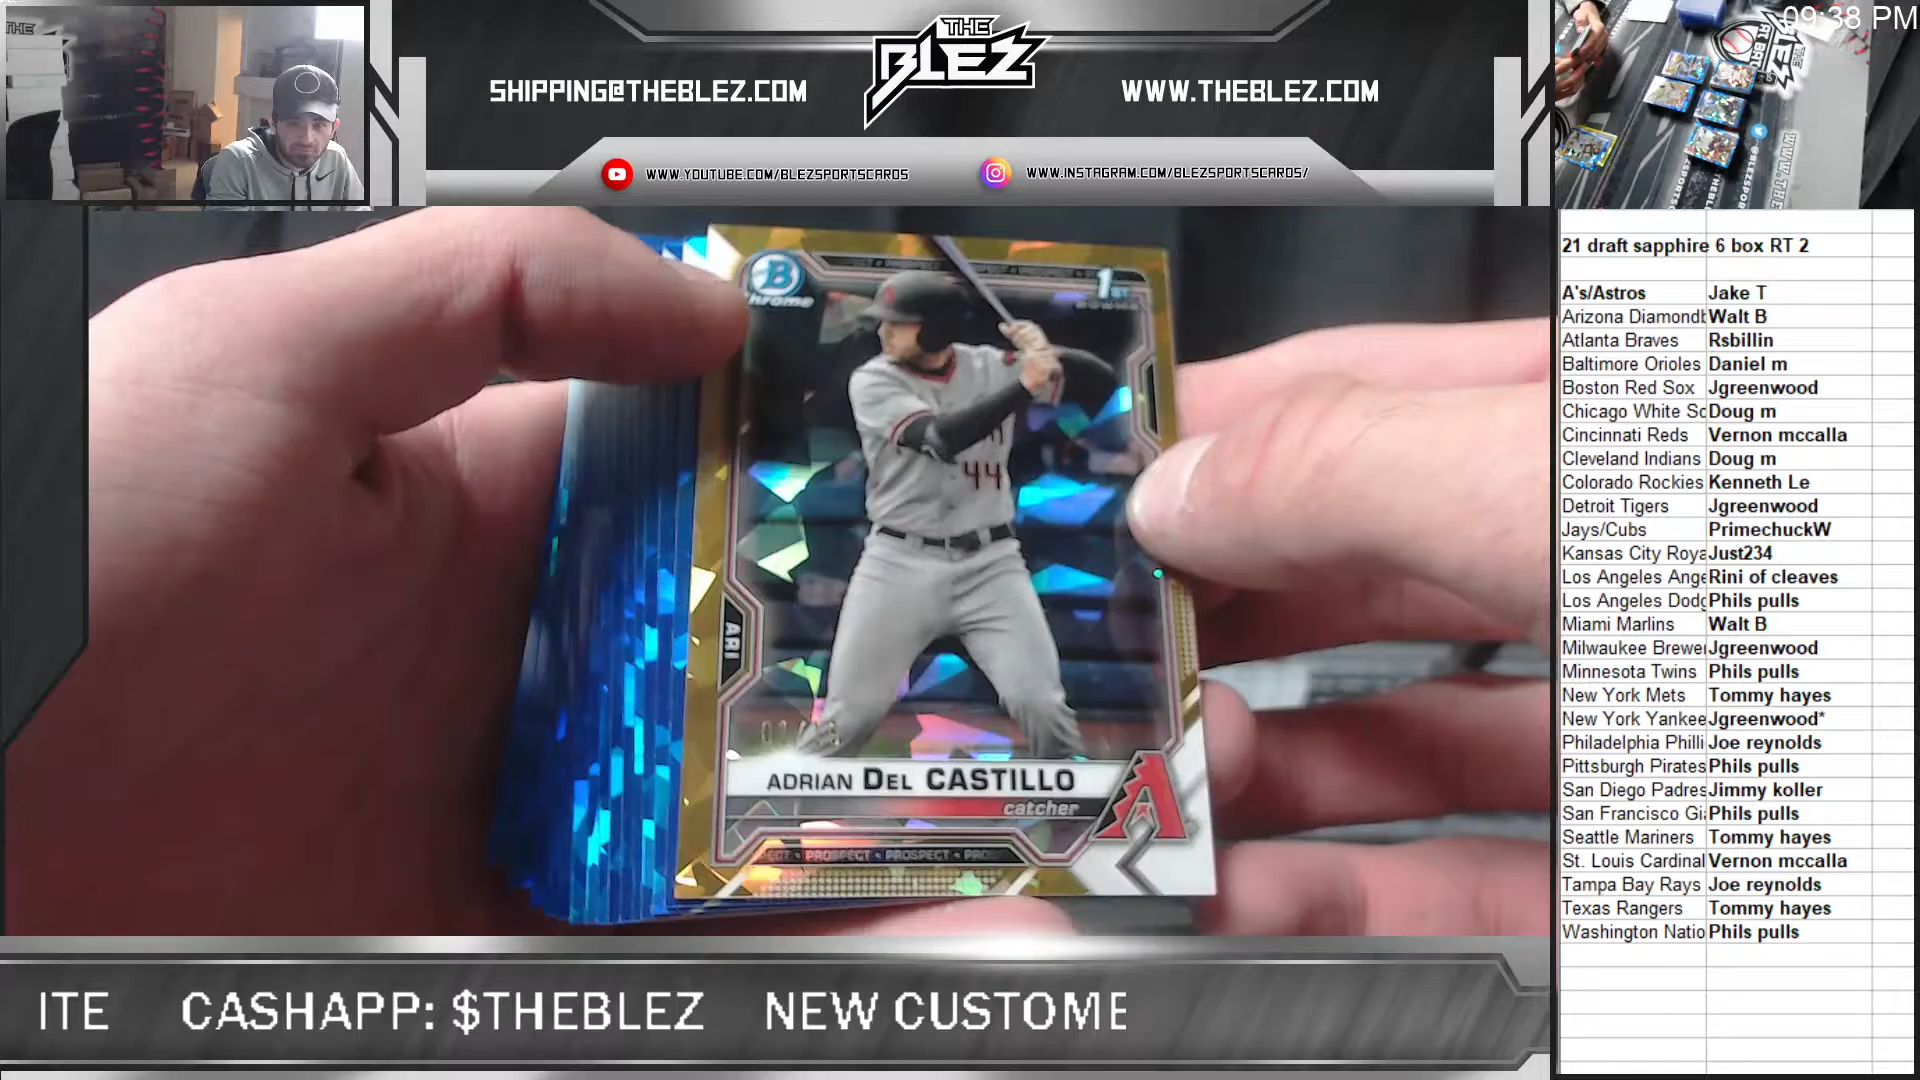 09:38 PM
THE
BLEZ
SHIPPING@THEBLEZ.COM
WWW.THEBLEZ.COM
WWW.YOUTUBE.COM/BLEZSPORTSCARDS
WWW.INSTAGRAM.COM/BLEZSPORTSCARDS/
21 draft sapphire 6 box RT 2
A's/Astros Jake T
Arizona Diamondb Walt B
Atlanta Braves Rsbillin
Baltimore Orioles Daniel m
Boston Red Sox Jgreenwood
Chicago White So Doug m
Cincinnati Reds Vernon mccalla
Cleveland Indians Doug m
Colorado Rockies Kenneth Le
Detroit Tigers Jgreenwood
Jays/Cubs PrimechuckW
Kansas City Roya Just234
Los Angeles Ange Rini of cleaves
Los Angeles Dodg Phils pulls
Miami Marlins Walt B
Milwaukee Brewer Jgreenwood
Minnesota Twins Phils pulls
New York Mets Tommy hayes
New York Yankee Jgreenwood*
Philadelphia Philli Joe reynolds
Pittsburgh Pirates Phils pulls
San Diego Padres Jimmy koller
San Francisco Gi Phils pulls
Seattle Mariners Tommy hayes
St. Louis Cardinal Vernon mccalla
Tampa Bay Rays Joe reynolds
Texas Rangers Tommy hayes
Washington Natio Phils pulls
B
Chrome
1ST
44
ARI
ADRIAN DEL CASTILLO
catcher
PROSPECT • PROSPECT
ITE CASHAPP: $THEBLEZ NEW CUSTOME